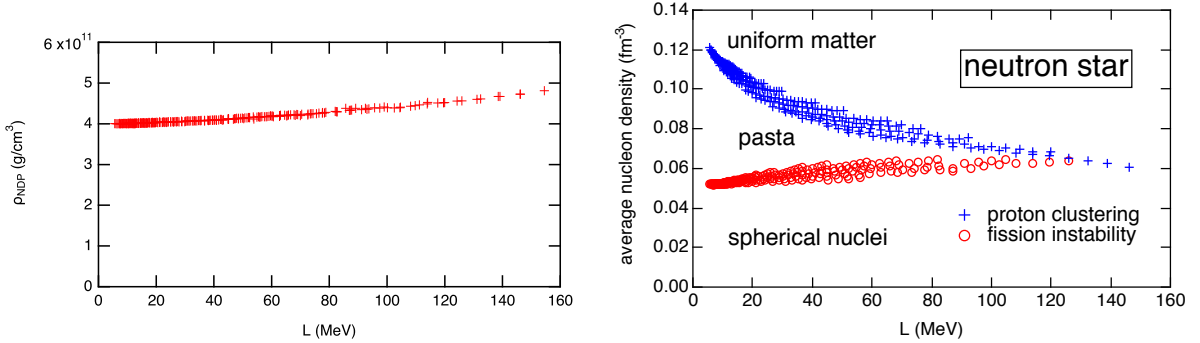 6 x10¹¹
5
4
3
2
1
0
ρNDP (g/cm³)
0 20 40 60 80 100 120 140 160
L (MeV)
0.14
0.12
0.10
0.08
0.06
0.04
0.02
0.00
average nucleon density (fm⁻³)
uniform matter
neutron star
pasta
spherical nuclei
proton clustering
fission instability
0 20 40 60 80 100 120 140 160
L (MeV)